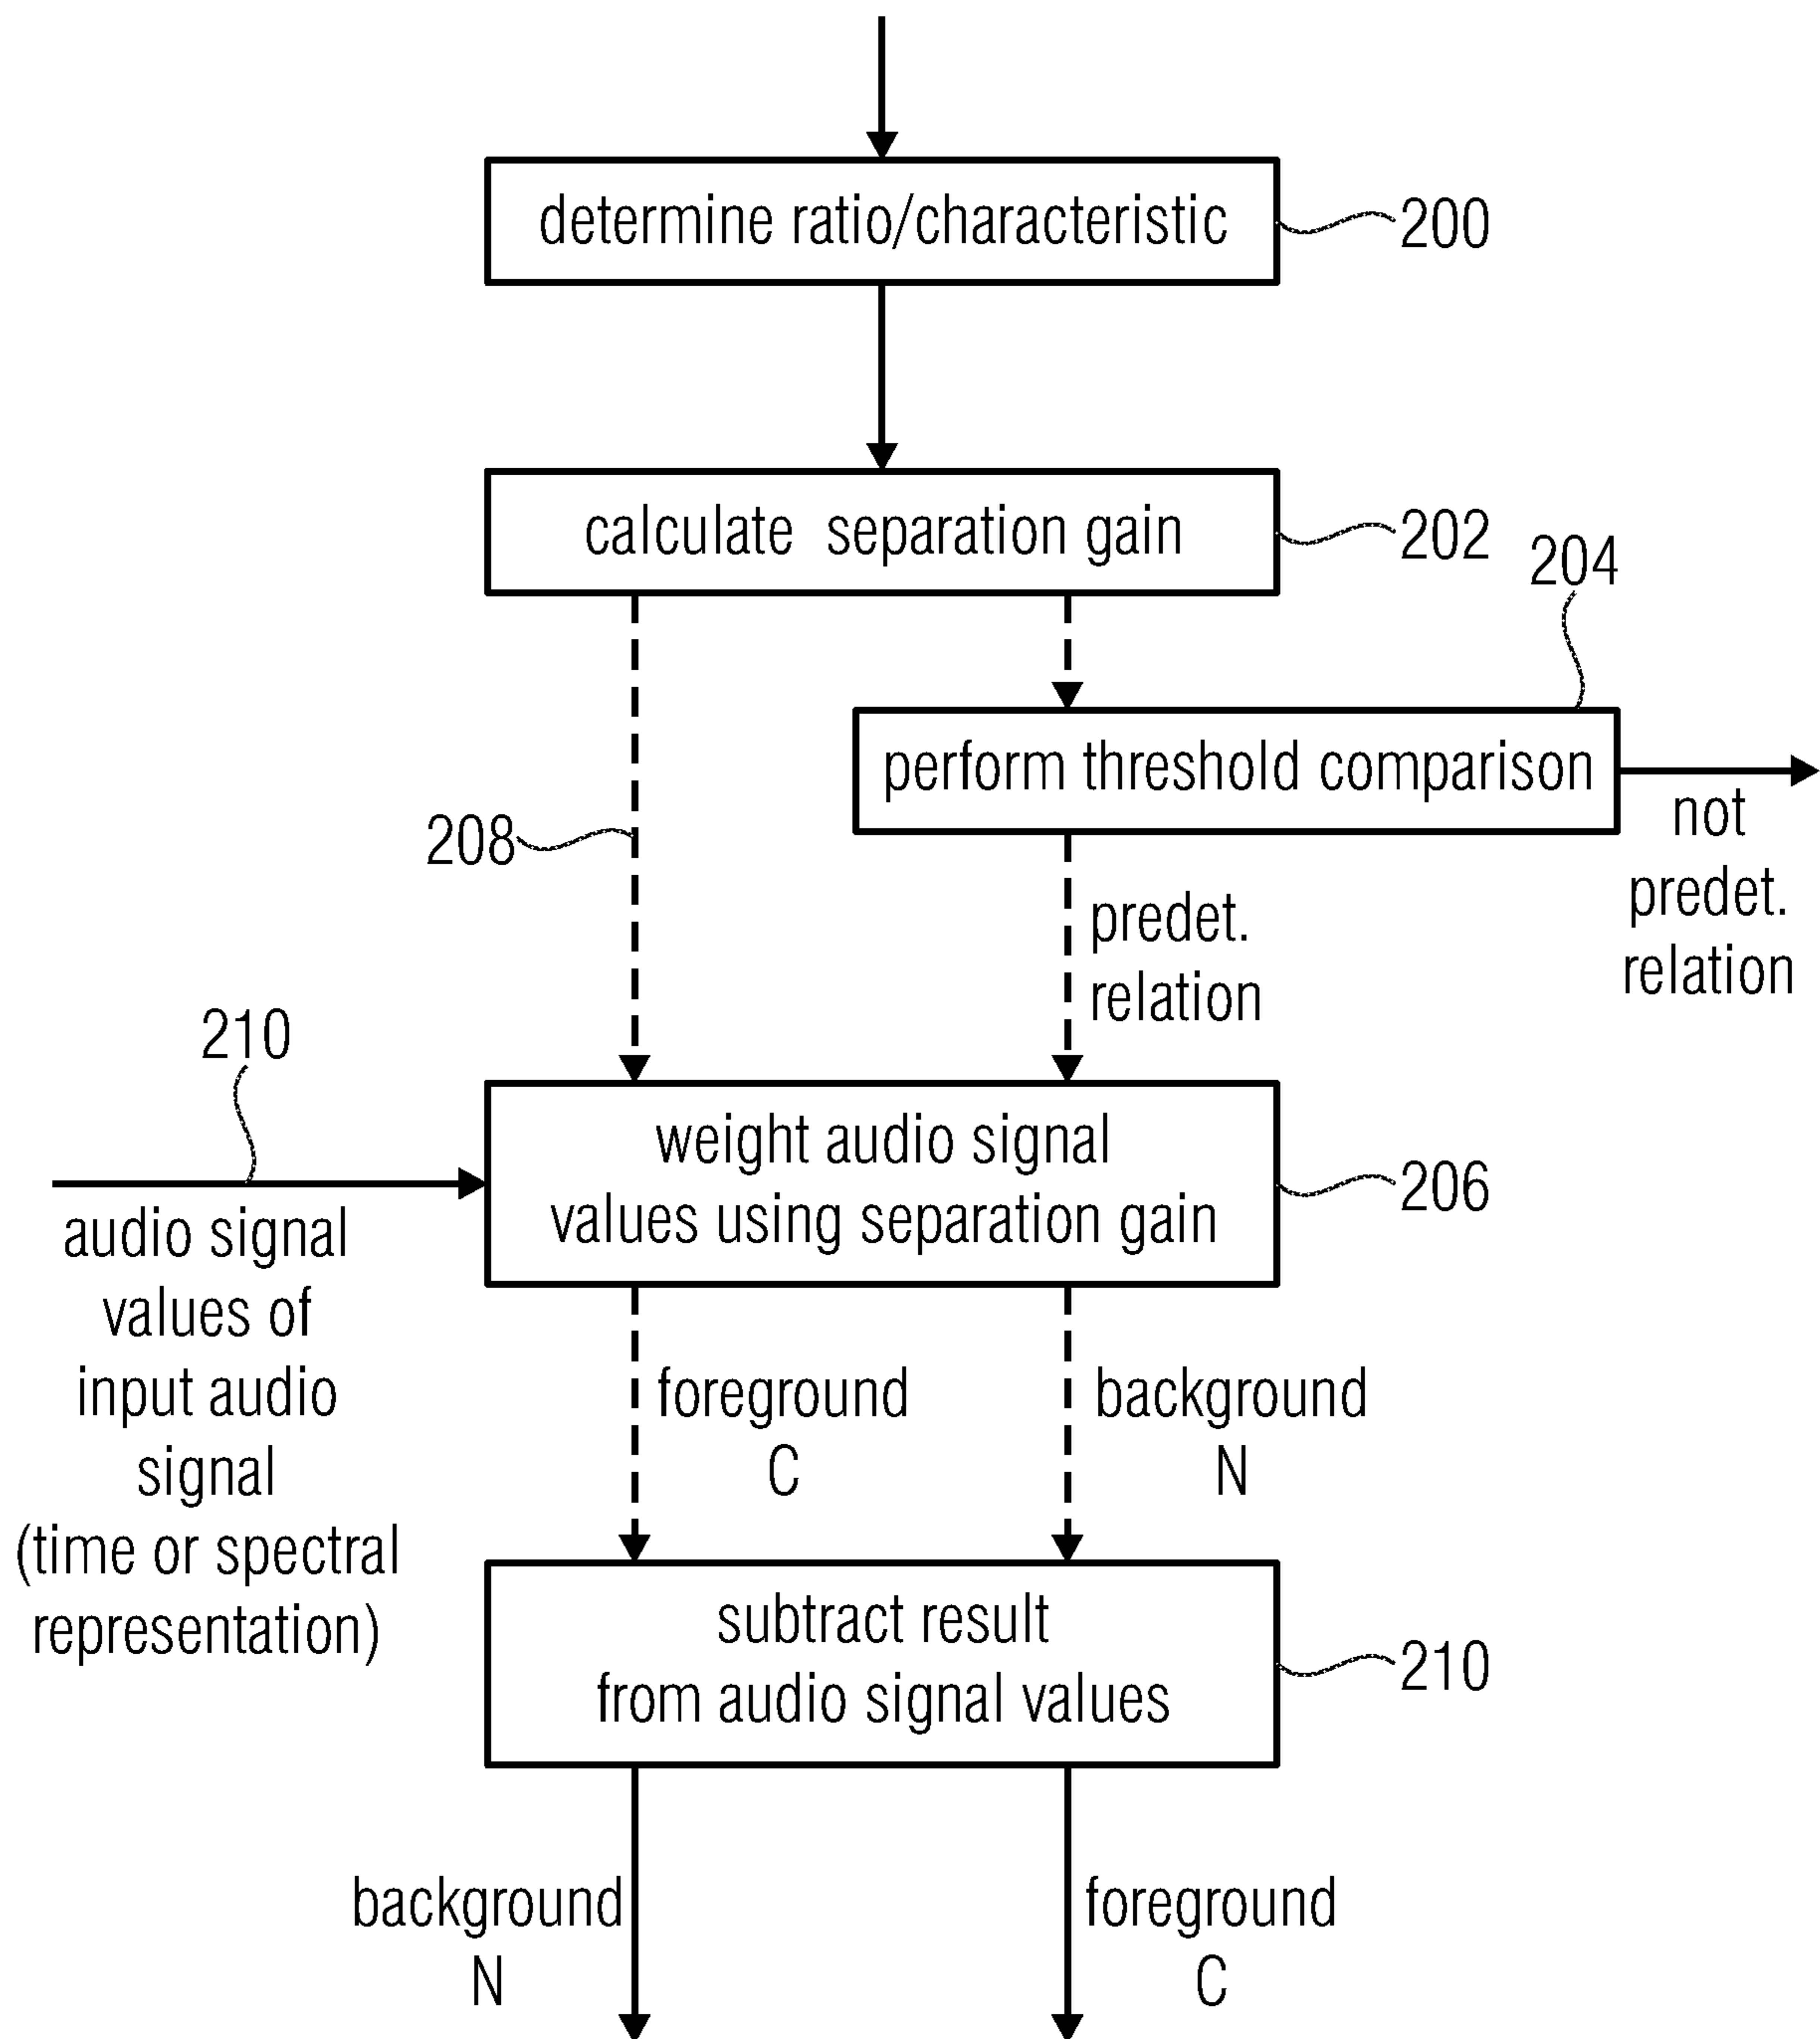 determine ratio/characteristic
200
calculate separation gain
202
204
perform threshold comparison
not
predet.
relation
208
predet.
relation
210
weight audio signal
values using separation gain
206
audio signal
values of
input audio
signal
(time or spectral
representation)
foreground
C
background
N
subtract result
from audio signal values
210
background
N
foreground
C